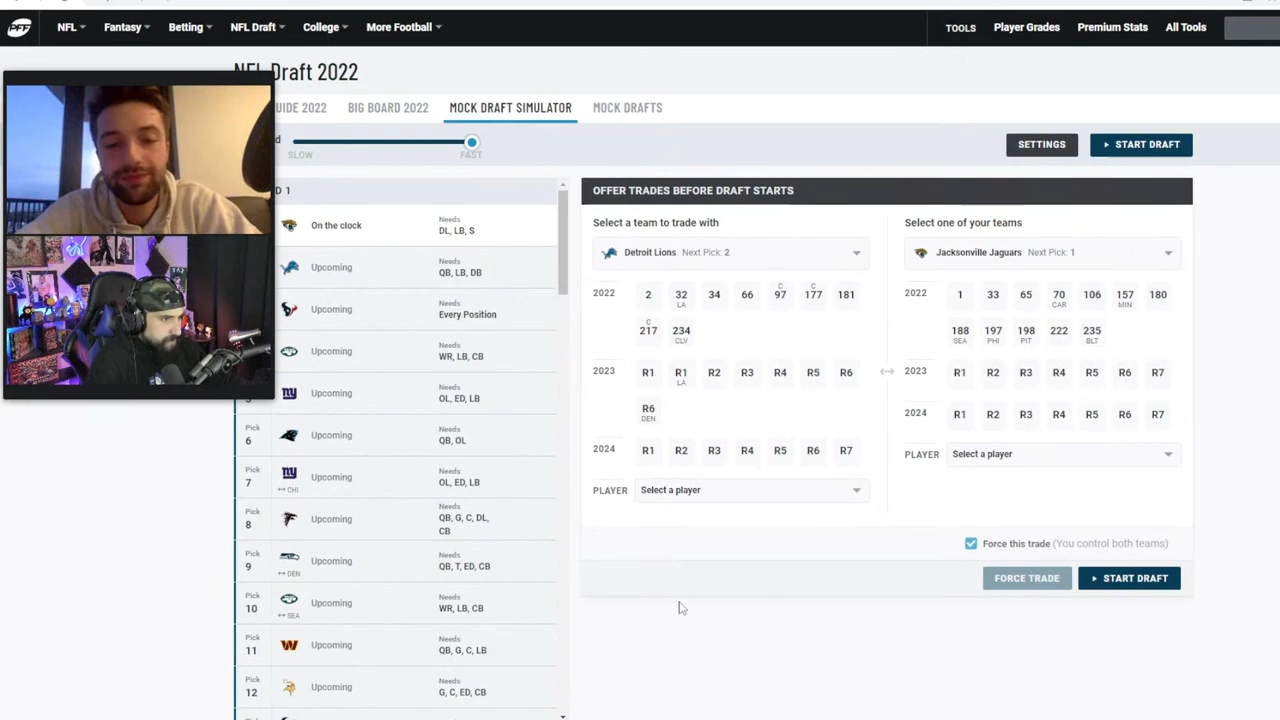 PFF NFL Fantasy Betting NFL Draft College More Football TOOLS Player Grades Premium Stats All Tools
NFL Draft 2022
UIDE 2022 BIG BOARD 2022 MOCK DRAFT SIMULATOR MOCK DRAFTS
d SLOW FAST SETTINGS START DRAFT
D 1
On the clock Needs DL, LB, S
Upcoming Needs QB, LB, DB
Upcoming Needs Every Position
Upcoming Needs WR, LB, CB
Upcoming Needs OL, ED, LB
Pick 6 Upcoming Needs QB, OL
Pick 7 CHI Upcoming Needs OL, ED, LB
Pick 8 Upcoming Needs QB, G, C, DL, CB
Pick 9 DEN Upcoming Needs QB, T, ED, CB
Pick 10 SEA Upcoming Needs WR, LB, CB
Pick 11 Upcoming Needs QB, G, C, LB
Pick 12 Upcoming Needs G, C, ED, CB
OFFER TRADES BEFORE DRAFT STARTS
Select a team to trade with
Detroit Lions Next Pick: 2
2022 2 32 LA 34 66 C 97 C 177 181
C 217 234 CLV
2023 R1 R1 LA R2 R3 R4 R5 R6
R6 DEN
2024 R1 R2 R3 R4 R5 R6 R7
PLAYER Select a player
Select one of your teams
Jacksonville Jaguars Next Pick: 1
2022 1 33 65 70 CAR 106 157 MIN 180
188 SEA 197 PHI 198 PIT 222 235 BLT
2023 R1 R2 R3 R4 R5 R6 R7
2024 R1 R2 R3 R4 R5 R6 R7
PLAYER Select a player
Force this trade (You control both teams)
FORCE TRADE START DRAFT